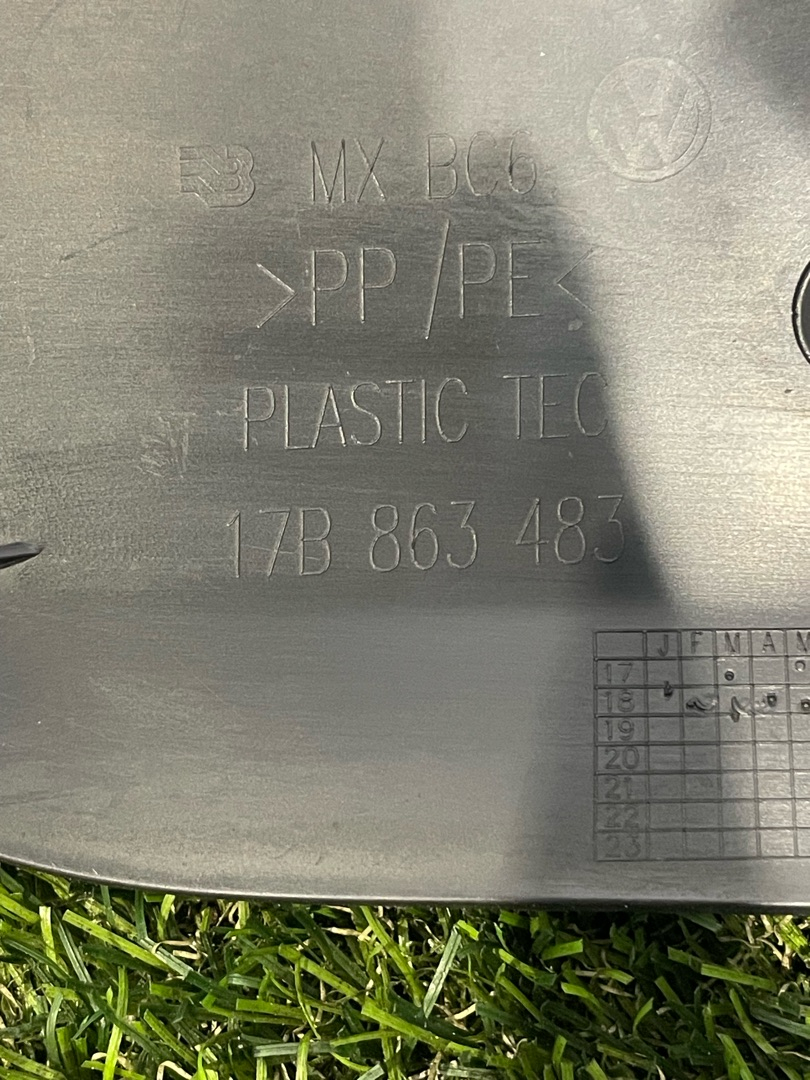 MX BC6
>PP/PE<
PLASTIC TEC
17B 863 483
J F M A M
17
18
19
20
21
22
23